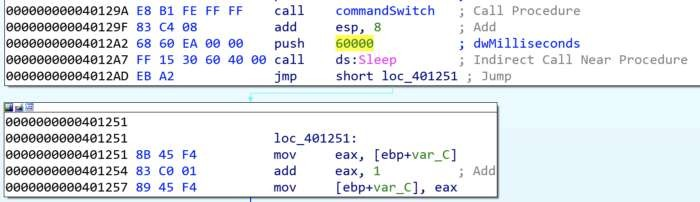 000000000040129A E8 B1 FE FF FF call commandSwitch ; Call Procedure
000000000040129F 83 C4 08 add esp, 8 ; Add
00000000004012A2 68 60 EA 00 00 push 60000 ; dwMilliseconds
00000000004012A7 FF 15 30 60 40 00 call ds:Sleep ; Indirect Call Near Procedure
00000000004012AD EB A2 jmp short loc_401251 ; Jump
0000000000401251
0000000000401251 loc_401251:
0000000000401251 8B 45 F4 mov eax, [ebp+var_C]
0000000000401254 83 C0 01 add eax, 1 ; Add
0000000000401257 89 45 F4 mov [ebp+var_C], eax